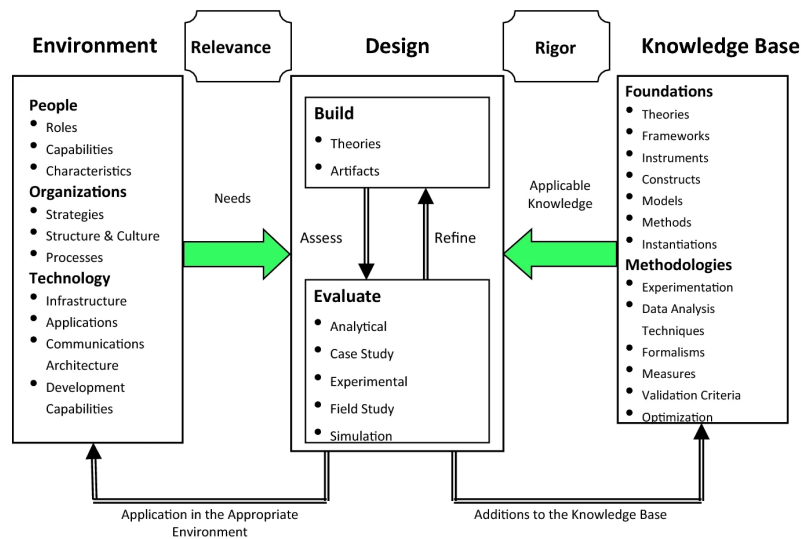 Environment
Relevance
Design
Rigor
Knowledge Base
People
Roles
Capabilities
Characteristics
Organizations
Strategies
Structure & Culture
Processes
Technology
Infrastructure
Applications
Communications
Architecture
Development
Capabilities
Needs
Build
Theories
Artifacts
Assess
Refine
Evaluate
Analytical
Case Study
Experimental
Field Study
Simulation
Applicable
Knowledge
Foundations
Theories
Frameworks
Instruments
Constructs
Models
Methods
Instantiations
Methodologies
Experimentation
Data Analysis
Techniques
Formalisms
Measures
Validation Criteria
Optimization
Application in the Appropriate
Environment
Additions to the Knowledge Base